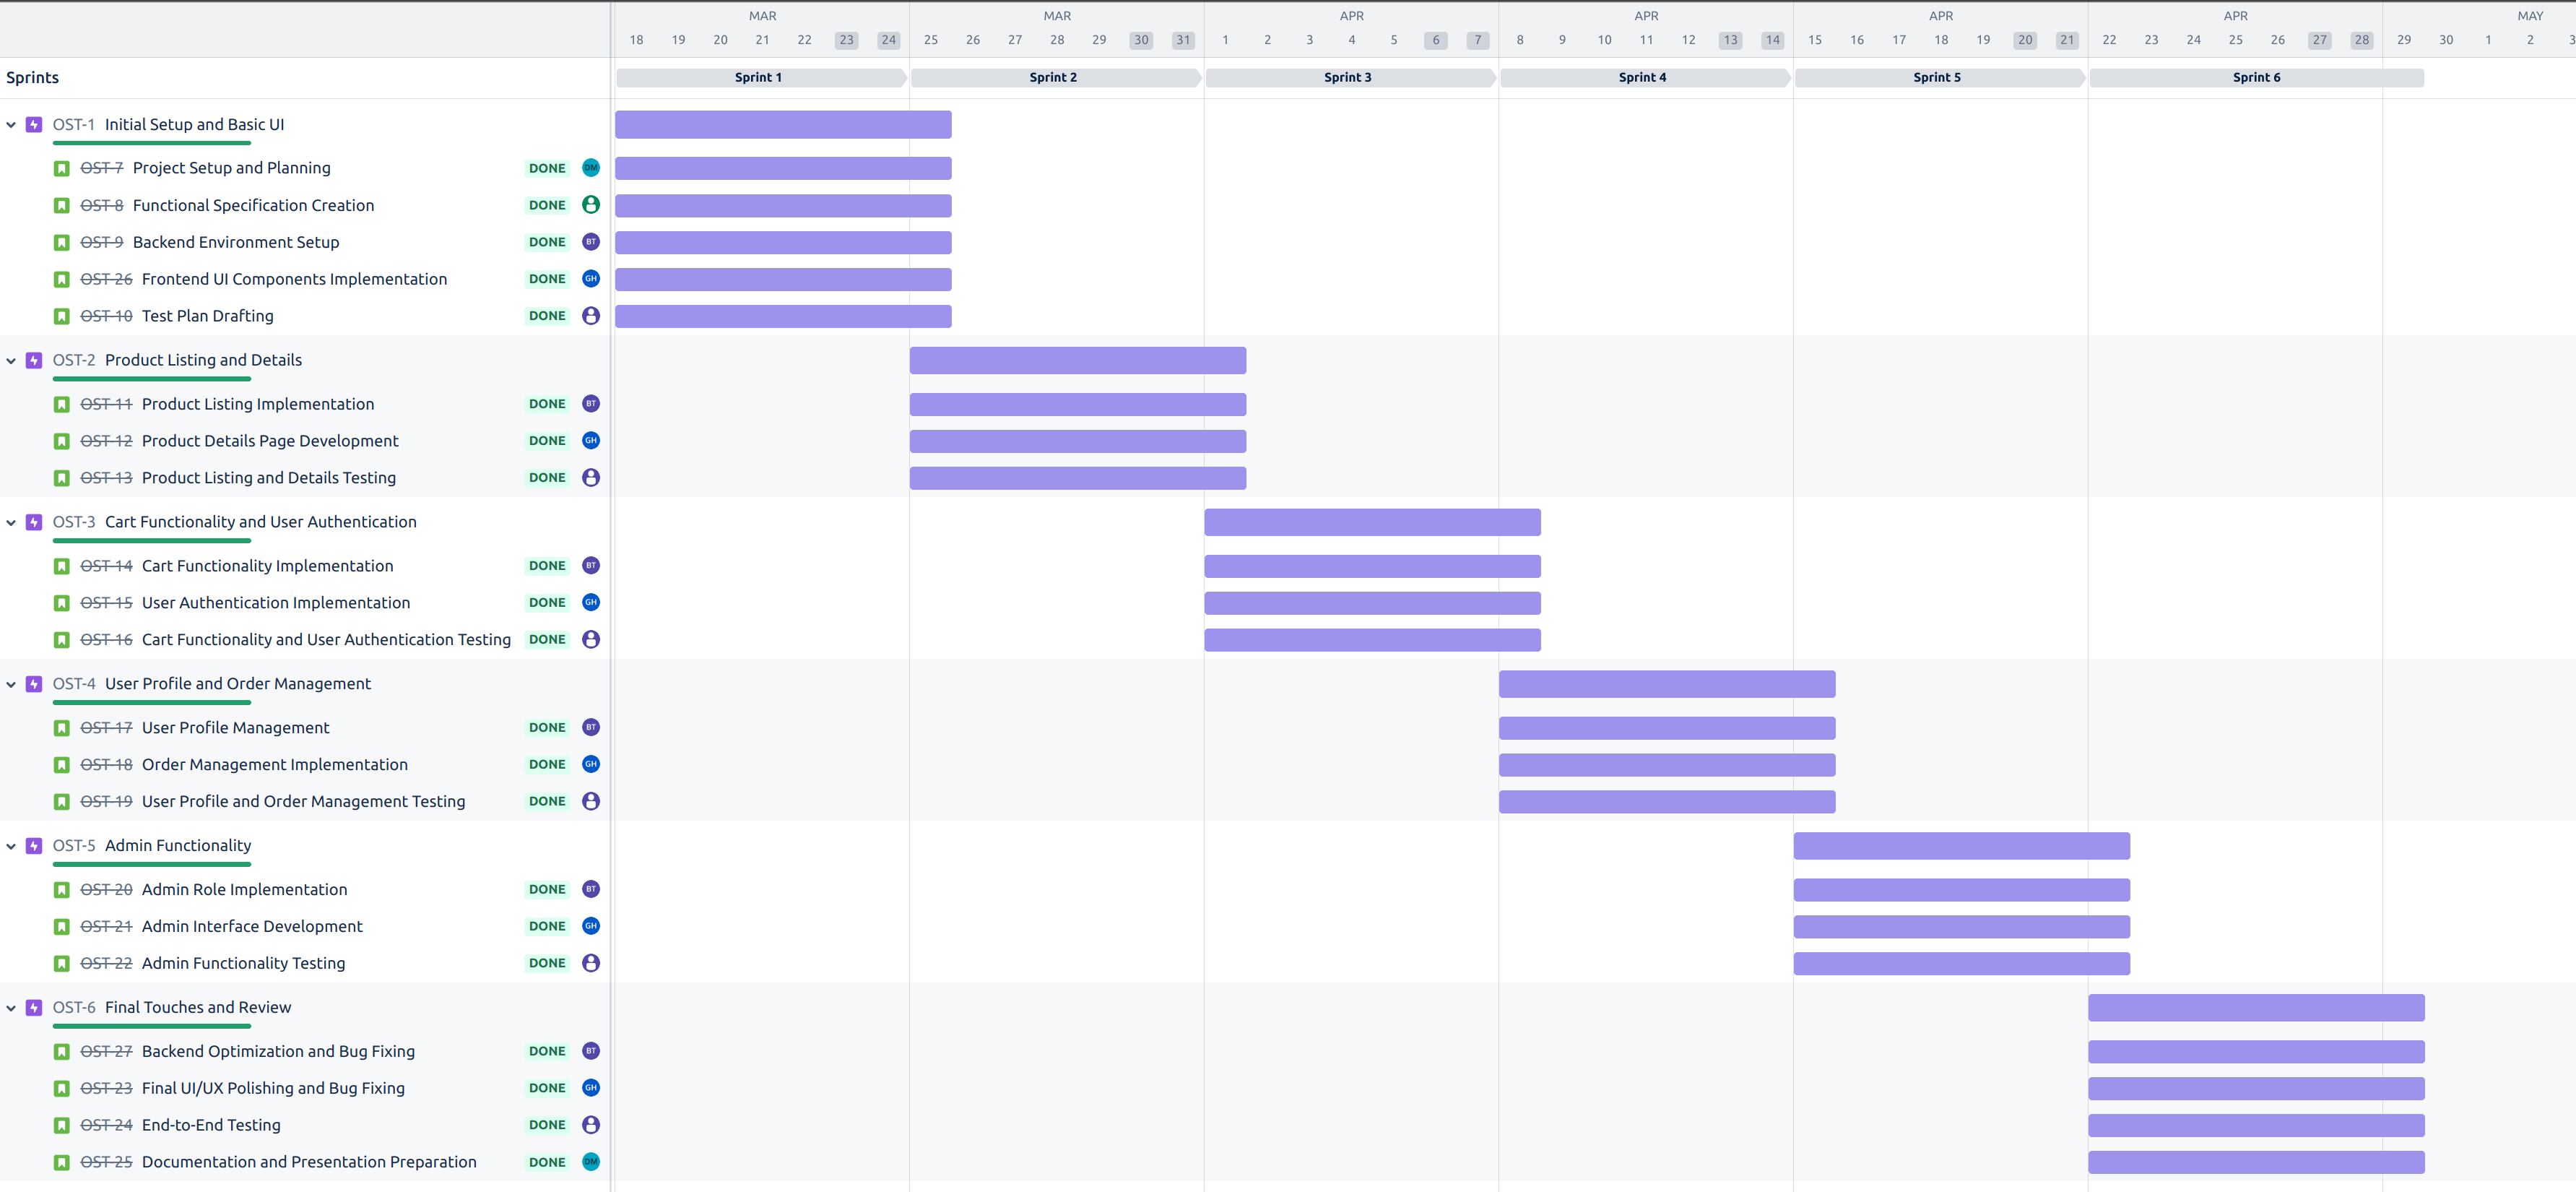 MAR MAR APR APR APR APR MAY
18 19 20 21 22 23 24 25 26 27 28 29 30 31 1 2 3 4 5 6 7 8 9 10 11 12 13 14 15 16 17 18 19 20 21 22 23 24 25 26 27 28 29 30 1 2 3
Sprints Sprint 1 Sprint 2 Sprint 3 Sprint 4 Sprint 5 Sprint 6
OST-1 Initial Setup and Basic UI
OST-7 Project Setup and Planning DONE DM
OST-8 Functional Specification Creation DONE
OST-9 Backend Environment Setup DONE BT
OST-26 Frontend UI Components Implementation DONE GH
OST-10 Test Plan Drafting DONE
OST-2 Product Listing and Details
OST-11 Product Listing Implementation DONE BT
OST-12 Product Details Page Development DONE GH
OST-13 Product Listing and Details Testing DONE
OST-3 Cart Functionality and User Authentication
OST-14 Cart Functionality Implementation DONE BT
OST-15 User Authentication Implementation DONE GH
OST-16 Cart Functionality and User Authentication Testing DONE
OST-4 User Profile and Order Management
OST-17 User Profile Management DONE BT
OST-18 Order Management Implementation DONE GH
OST-19 User Profile and Order Management Testing DONE
OST-5 Admin Functionality
OST-20 Admin Role Implementation DONE BT
OST-21 Admin Interface Development DONE GH
OST-22 Admin Functionality Testing DONE
OST-6 Final Touches and Review
OST-27 Backend Optimization and Bug Fixing DONE BT
OST-23 Final UI/UX Polishing and Bug Fixing DONE GH
OST-24 End-to-End Testing DONE
OST-25 Documentation and Presentation Preparation DONE DM